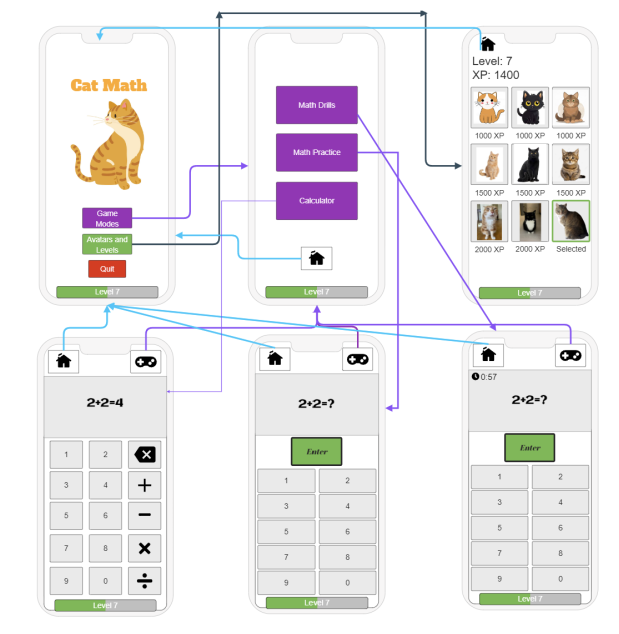 Cat Math
Game
Modes
Avatars and
Levels
Quit
Level 7
Math Drills
Math Practice
Calculator
Level 7
Level: 7
XP: 1400
1000 XP 1000 XP 1000 XP
1500 XP 1500 XP 1500 XP
2000 XP 2000 XP Selected
Level 7
2+2=4
1 2
3 4 +
5 6 −
7 8 ×
9 0 ÷
Level 7
2+2=?
Enter
1 2
3 4
5 6
7 8
9 0
Level 7
0:57
2+2=?
Enter
1 2
3 4
5 6
7 8
9 0
Level 7